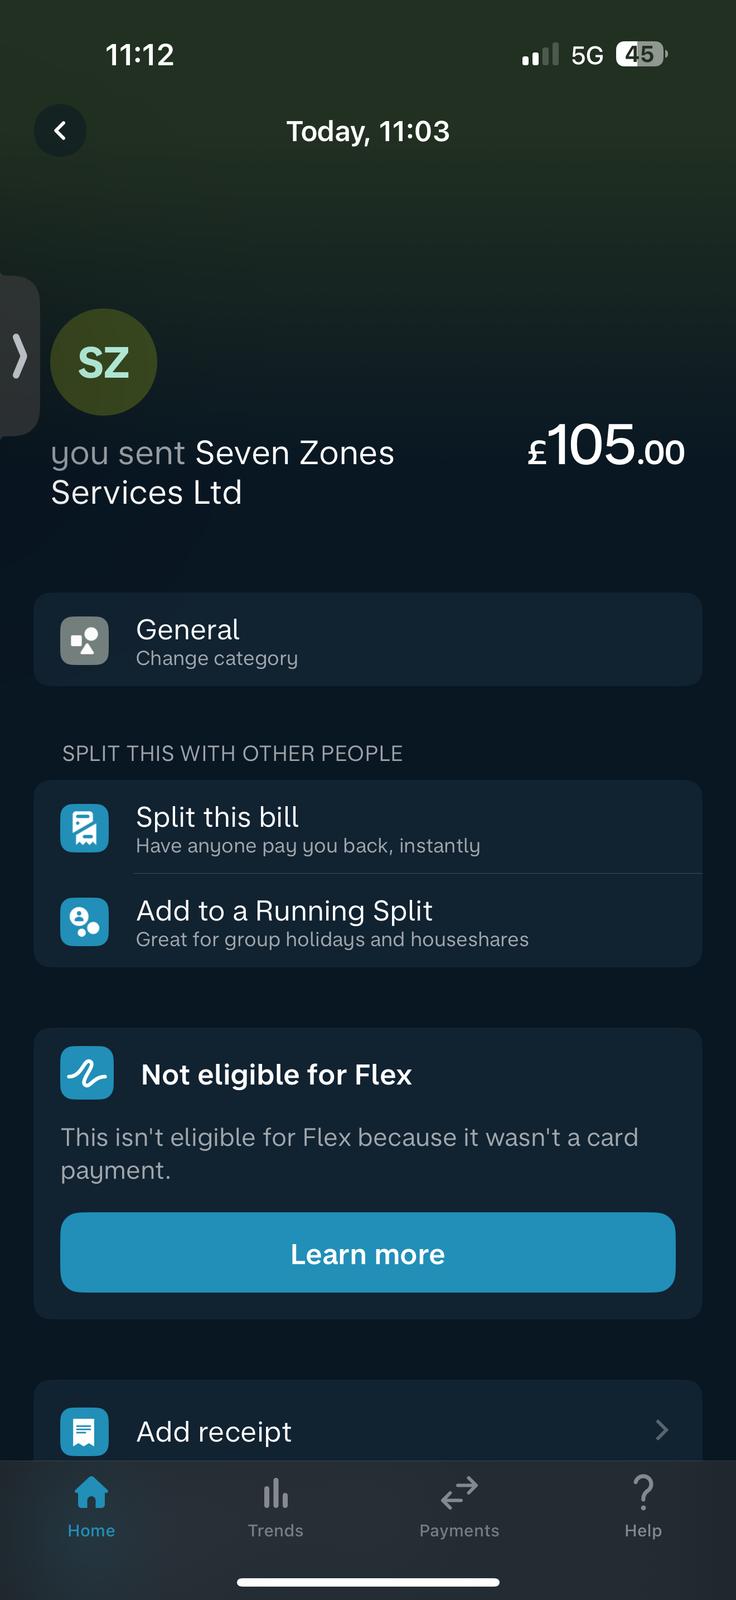 11:12
5G
45
Today, 11:03
SZ
you sent Seven Zones
Services Ltd
£105.00
General
Change category
SPLIT THIS WITH OTHER PEOPLE
Split this bill
Have anyone pay you back, instantly
Add to a Running Split
Great for group holidays and houseshares
Not eligible for Flex
This isn't eligible for Flex because it wasn't a card
payment.
Learn more
Add receipt
Home
Trends
Payments
Help